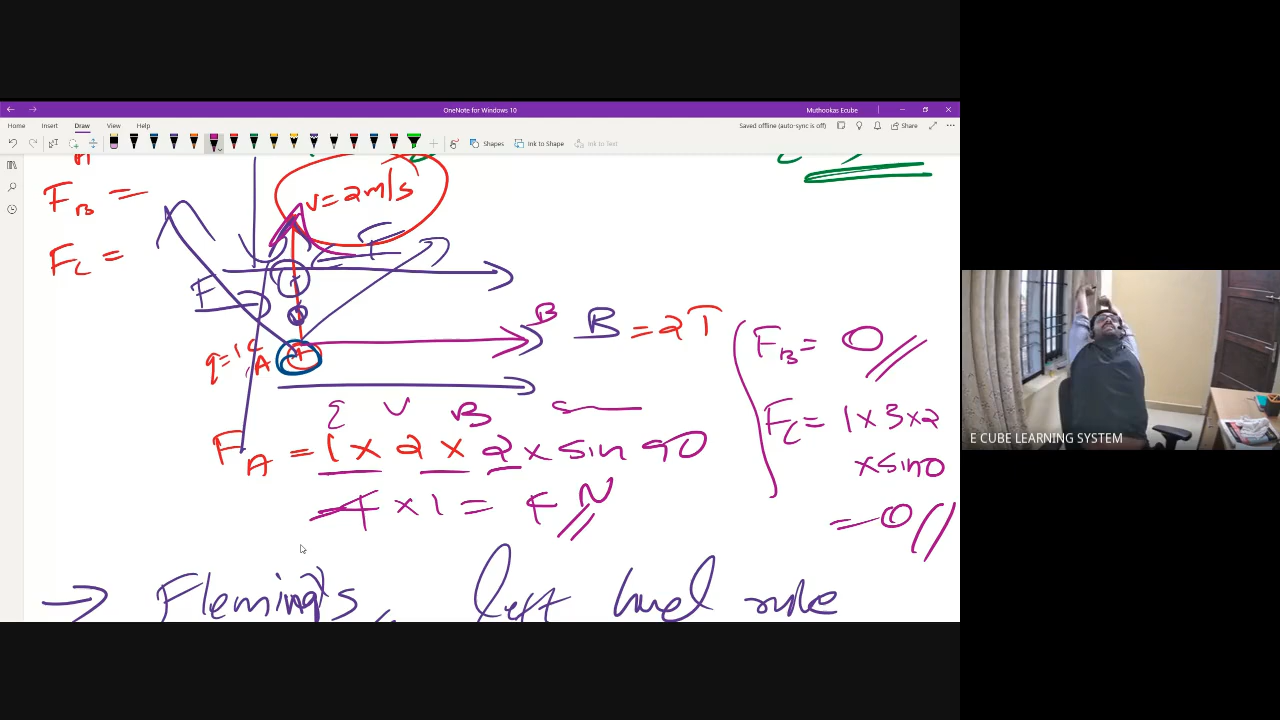 OneNote for Windows 10
Muthookas Ecube
Home Insert Draw View Help
Saved offline (auto-sync is off)
Share
Shapes
Ink to Shape
Ink to Text
F_B =
F_C =
v = 2m/s
F
F
B
B = 2T
q = 1C
A
+
v B
F_A = 1 × 2 × 2 × sin 90
4 × 1 = 4 N
F_B = 0
F_C = 1 × 3 × 2
× sin 0
= 0
→ Fleming's left hand rule
E CUBE LEARNING SYSTEM